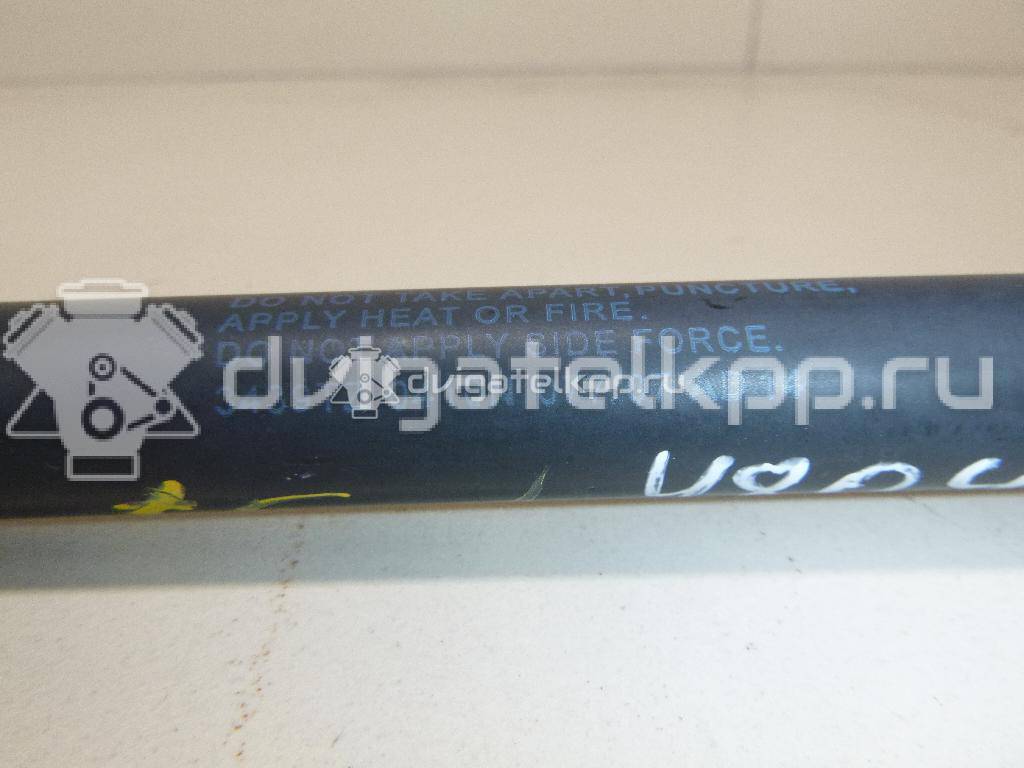 DO NOT TAKE APART, PUNCTURE,
APPLY HEAT OR FIRE.
DO NOT APPLY SIDE FORCE.
dvigatelkpp.ru
dvigatelkpp.ru